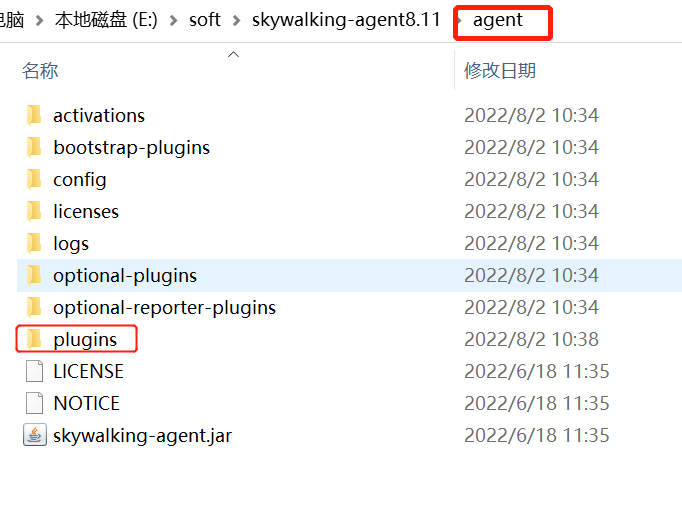 电脑 > 本地磁盘 (E:) > soft > skywalking-agent8.11 > agent
名称 修改日期
activations 2022/8/2 10:34
bootstrap-plugins 2022/8/2 10:34
config 2022/8/2 10:34
licenses 2022/8/2 10:34
logs 2022/8/2 10:34
optional-plugins 2022/8/2 10:34
optional-reporter-plugins 2022/8/2 10:34
plugins 2022/8/2 10:38
LICENSE 2022/6/18 11:35
NOTICE 2022/6/18 11:35
skywalking-agent.jar 2022/6/18 11:35